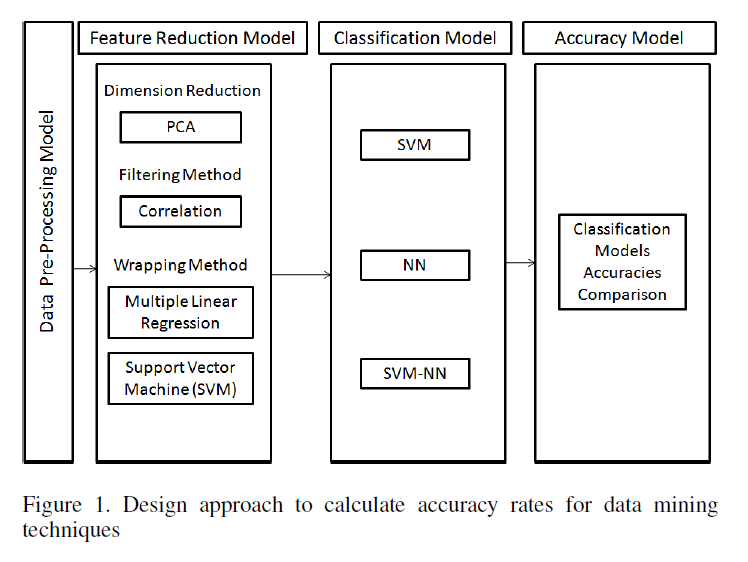 Data Pre-Processing Model
Feature Reduction Model
Dimension Reduction
PCA
Filtering Method
Correlation
Wrapping Method
Multiple Linear
Regression
Support Vector
Machine (SVM)
Classification Model
SVM
NN
SVM-NN
Accuracy Model
Classification
Models
Accuracies
Comparison
Figure 1. Design approach to calculate accuracy rates for data mining
techniques